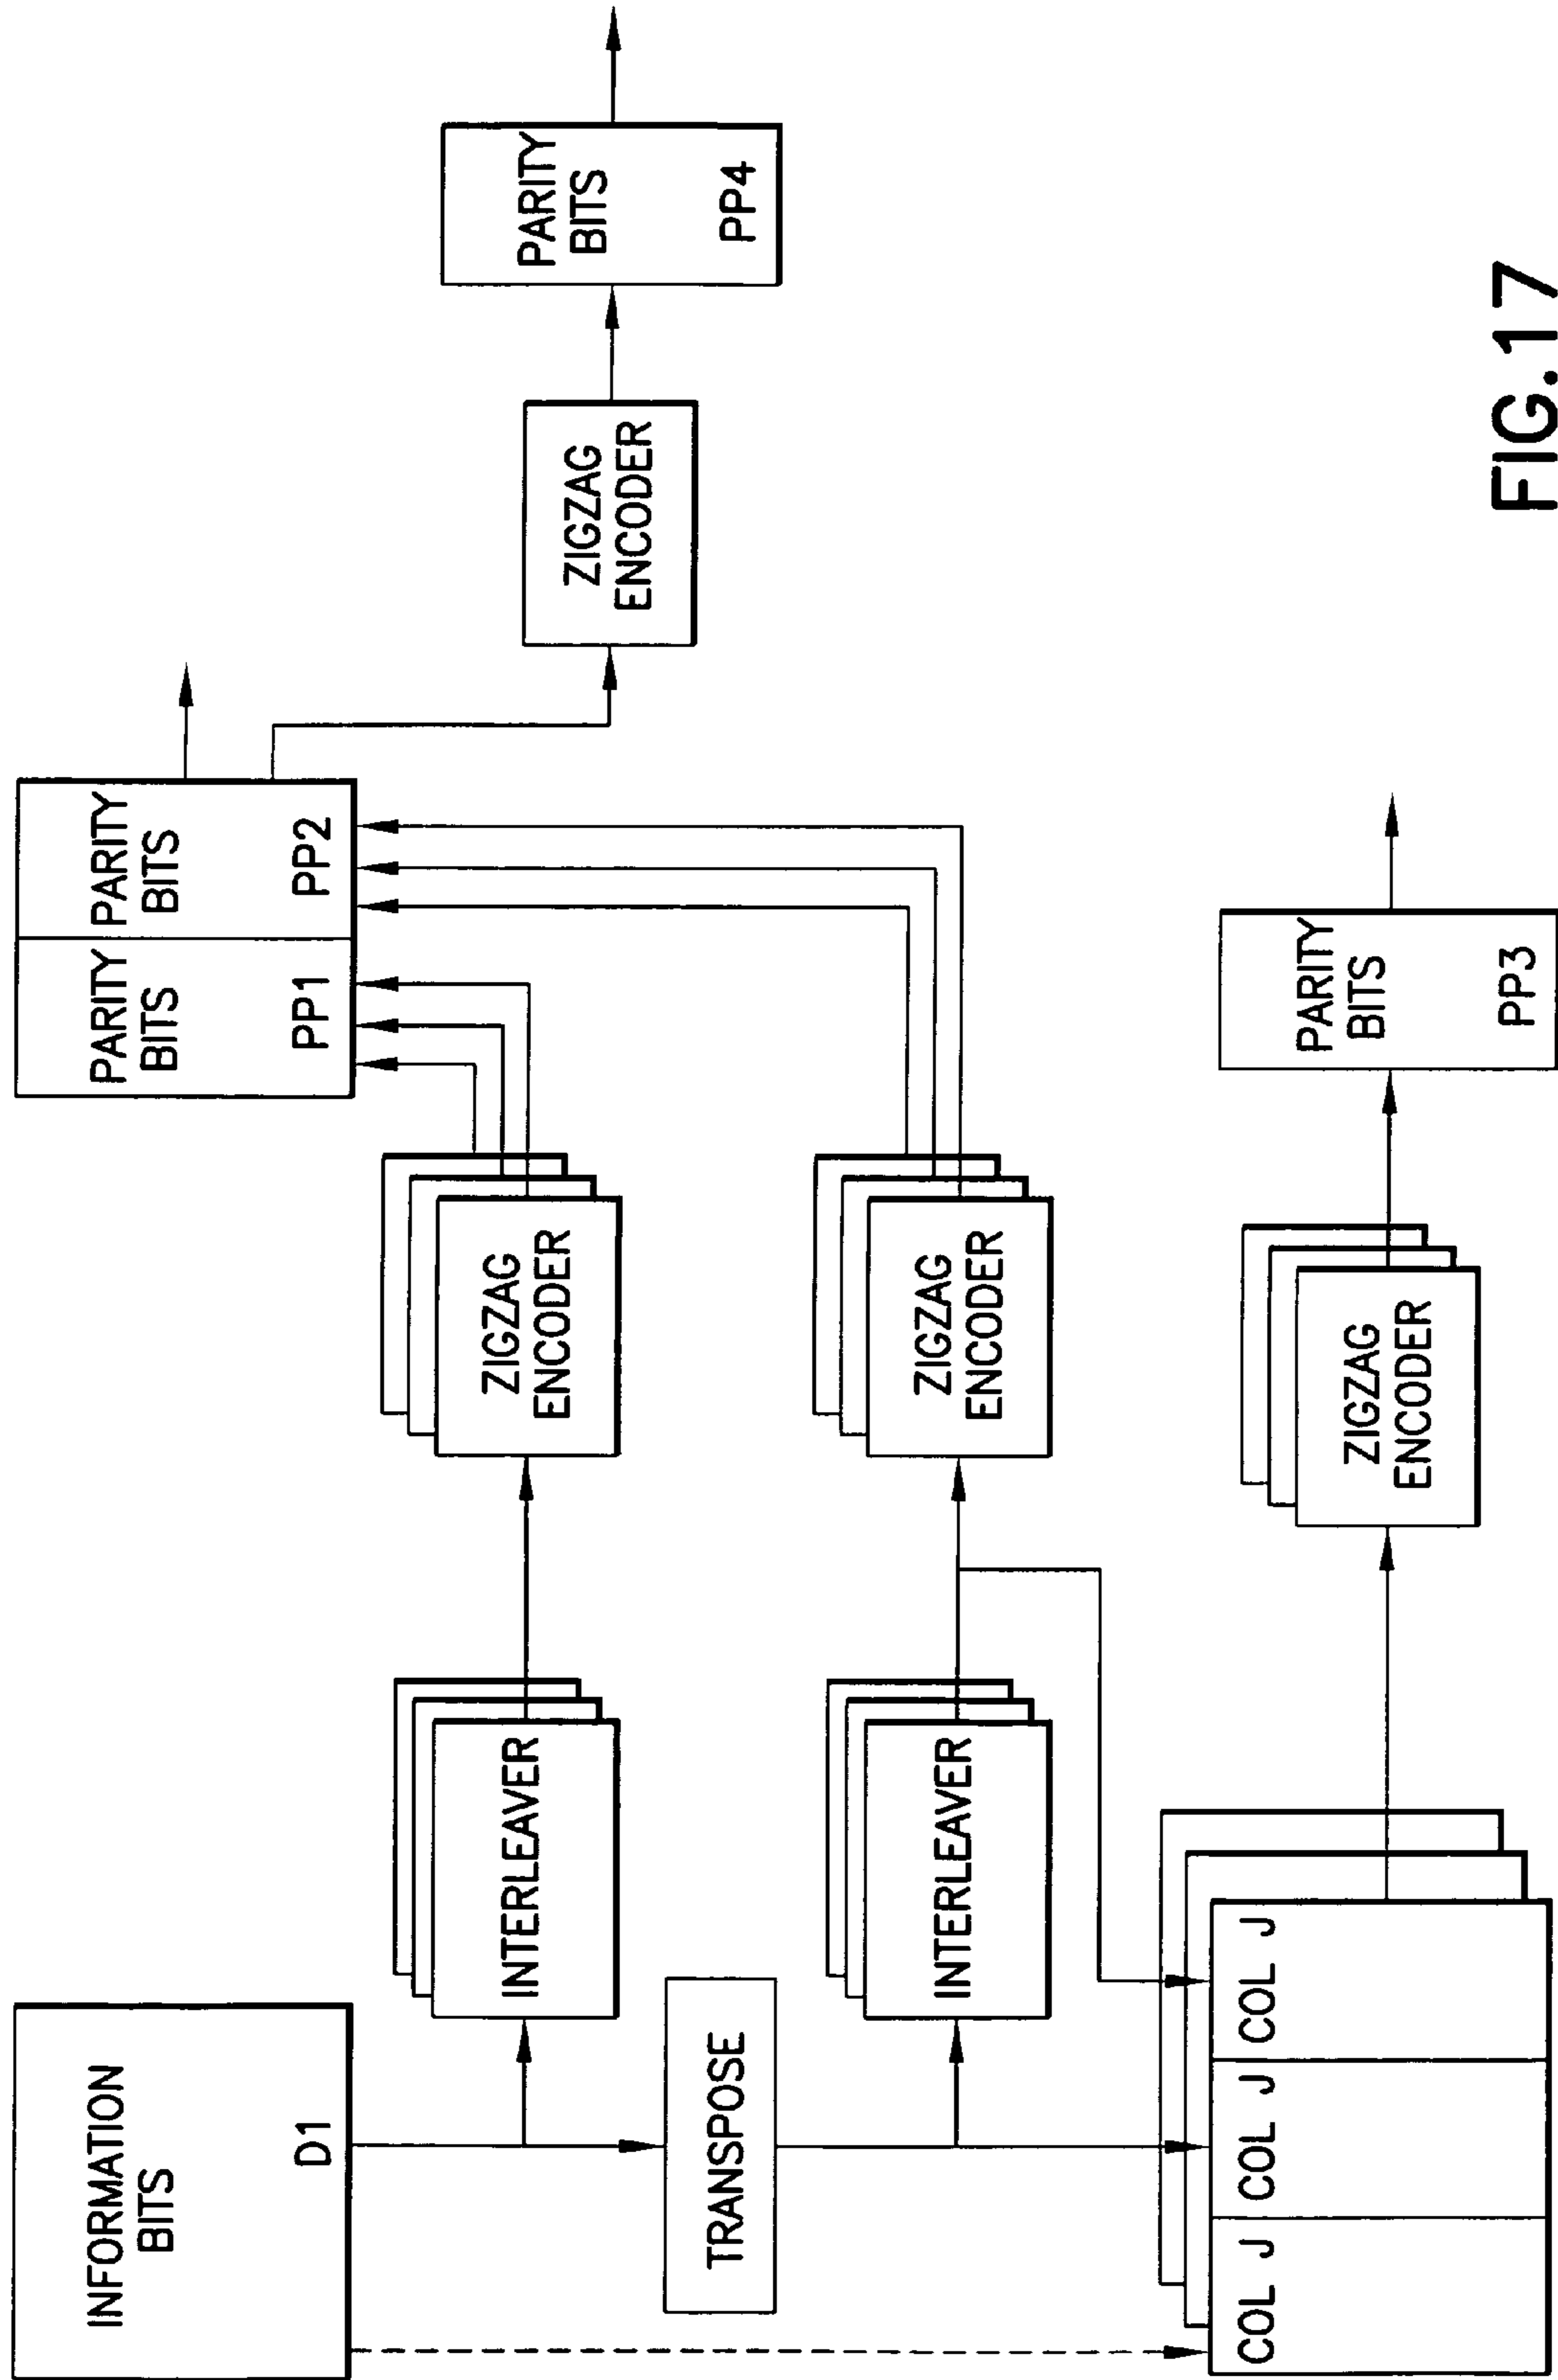 INFORMATION
BITS
D1
TRANSPOSE
INTERLEAVER
ZIGZAG
ENCODER
PARITY
BITS
PP1
PARITY
BITS
PP2
ZIGZAG
ENCODER
PARITY
BITS
PP4
INTERLEAVER
ZIGZAG
ENCODER
COL J
COL J
COL J
ZIGZAG
ENCODER
PARITY
BITS
PP3
FIG.17